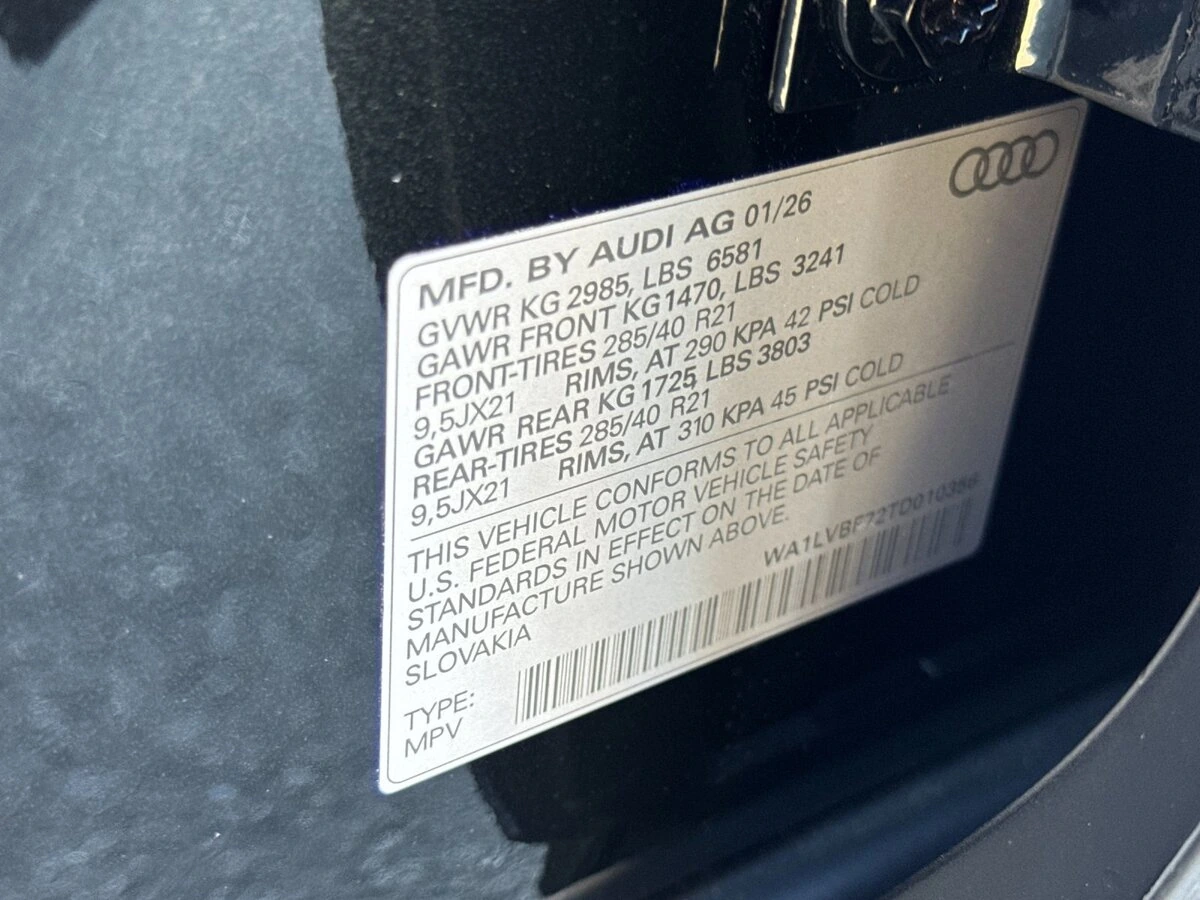 MFD. BY AUDI AG 01/26
GVWR KG 2985, LBS 6581
GAWR FRONT KG1470, LBS 3241
FRONT-TIRES 285/40 R21
9,5JX21 RIMS, AT 290 KPA 42 PSI COLD
GAWR REAR KG 1725, LBS 3803
REAR-TIRES 285/40 R21
9,5JX21 RIMS, AT 310 KPA 45 PSI COLD
THIS VEHICLE CONFORMS TO ALL APPLICABLE
U.S. FEDERAL MOTOR VEHICLE SAFETY
STANDARDS IN EFFECT ON THE DATE OF
MANUFACTURE SHOWN ABOVE.
SLOVAKIA
TYPE:
MPV